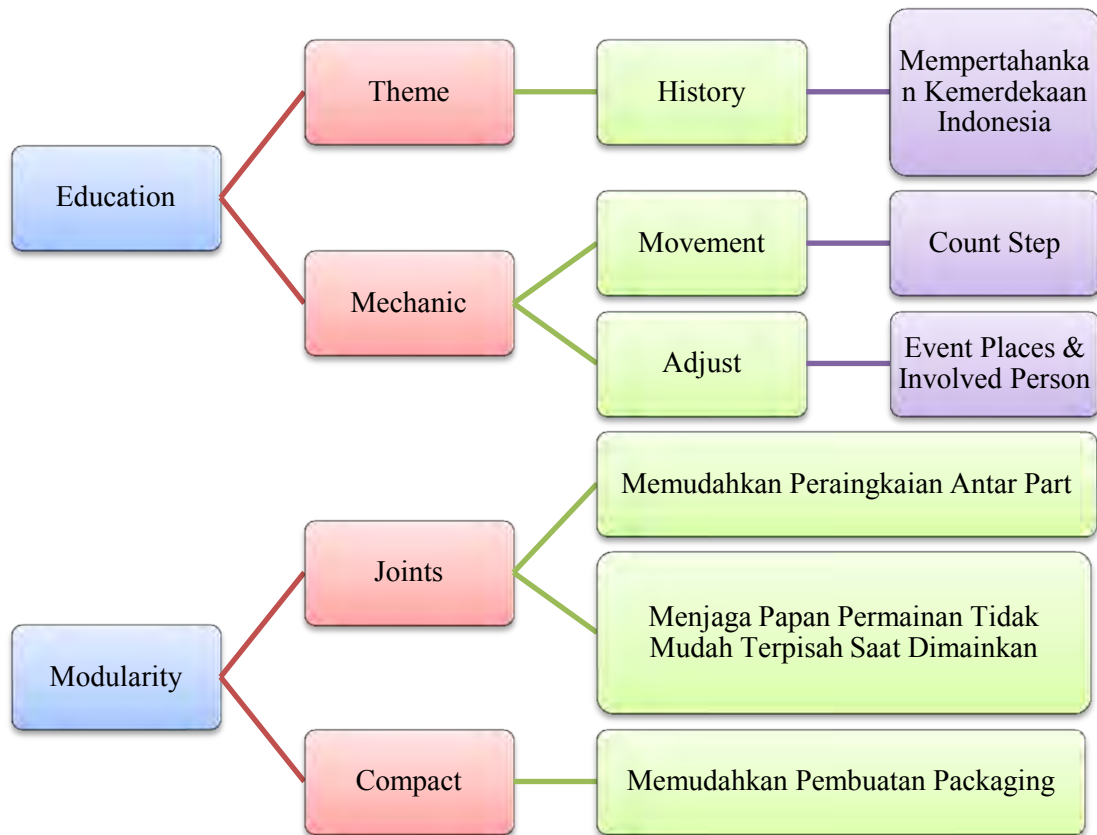 Education
Theme
History
Mempertahanka
n Kemerdekaan
Indonesia
Mechanic
Movement
Count Step
Adjust
Event Places &
Involved Person
Modularity
Joints
Memudahkan Peraingkaian Antar Part
Menjaga Papan Permainan Tidak
Mudah Terpisah Saat Dimainkan
Compact
Memudahkan Pembuatan Packaging